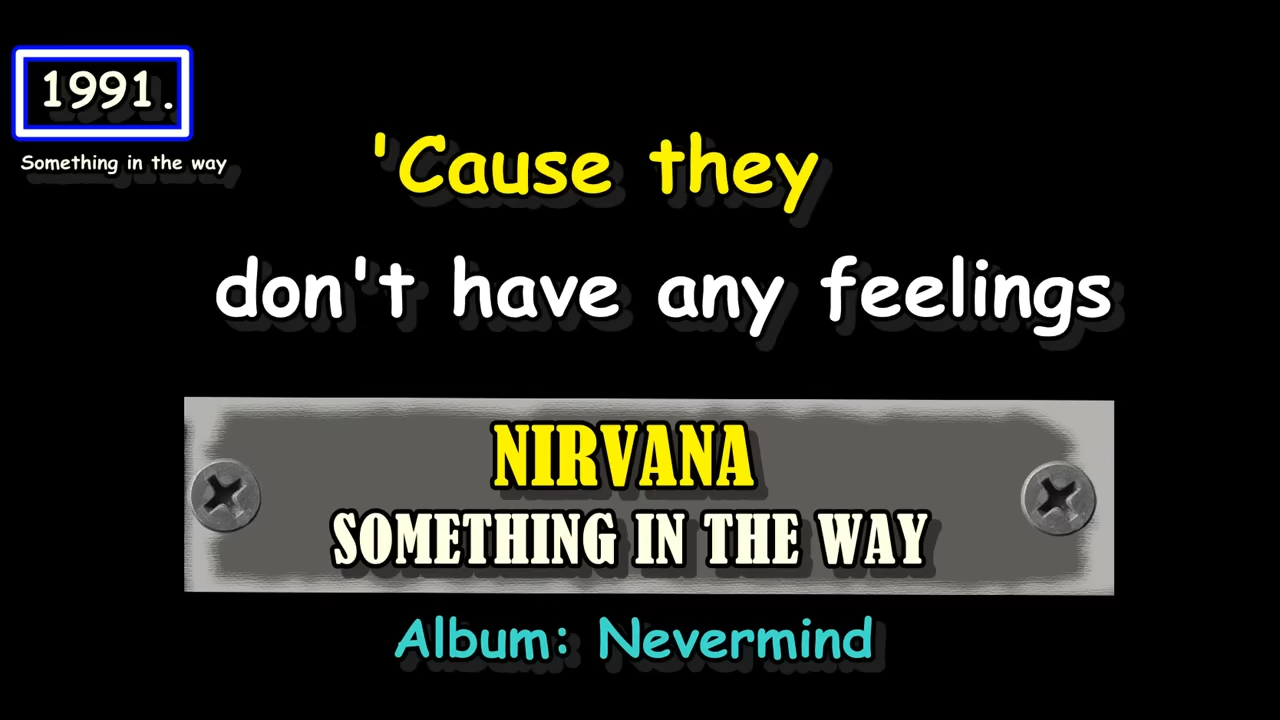 1991.
Something in the way
'Cause they
don't have any feelings
NIRVANA
SOMETHING IN THE WAY
Album: Nevermind